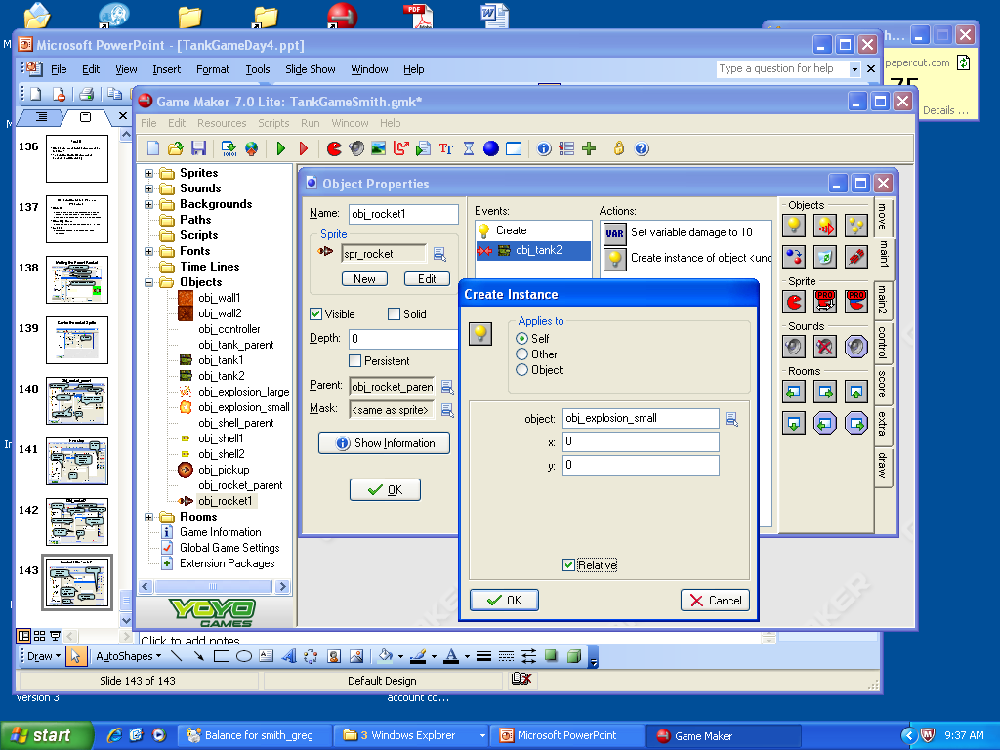 PDF
W
h...
Microsoft PowerPoint - [TankGameDay4.ppt]
papercut.com
File Edit View Insert Format Tools Slide Show Window Help
Type a question for help
75
Details ...
Game Maker 7.0 Lite: TankGameSmith.gmk*
File Edit Resources Scripts Run Window Help
136
137
138
139
140
141
142
143
Sprites
Sounds
Backgrounds
Paths
Scripts
Fonts
Time Lines
Objects
obj_wall1
obj_wall2
obj_controller
obj_tank_parent
obj_tank1
obj_tank2
obj_explosion_large
obj_explosion_small
obj_shell_parent
obj_shell1
obj_shell2
obj_pickup
obj_rocket_parent
obj_rocket1
Rooms
Game Information
Global Game Settings
Extension Packages
YOYO
GAMES
Object Properties
Name: obj_rocket1
Sprite
spr_rocket
New Edit
Visible Solid
Depth: 0
Persistent
Parent: obj_rocket_paren
Mask: <same as sprite>
Show Information
OK
Events:
Create
obj_tank2
Actions:
VAR Set variable damage to 10
Create instance of object <und
Objects
Sprite
Sounds
Rooms
move
main1
main2
control
score
extra
draw
Create Instance
Applies to
Self
Other
Object:
object: obj_explosion_small
x: 0
y: 0
Relative
OK Cancel
Click to add notes
Draw AutoShapes
Slide 143 of 143 Default Design
version 3
account co...
start
Balance for smith_greg
3 Windows Explorer
Microsoft PowerPoint
Game Maker
9:37 AM